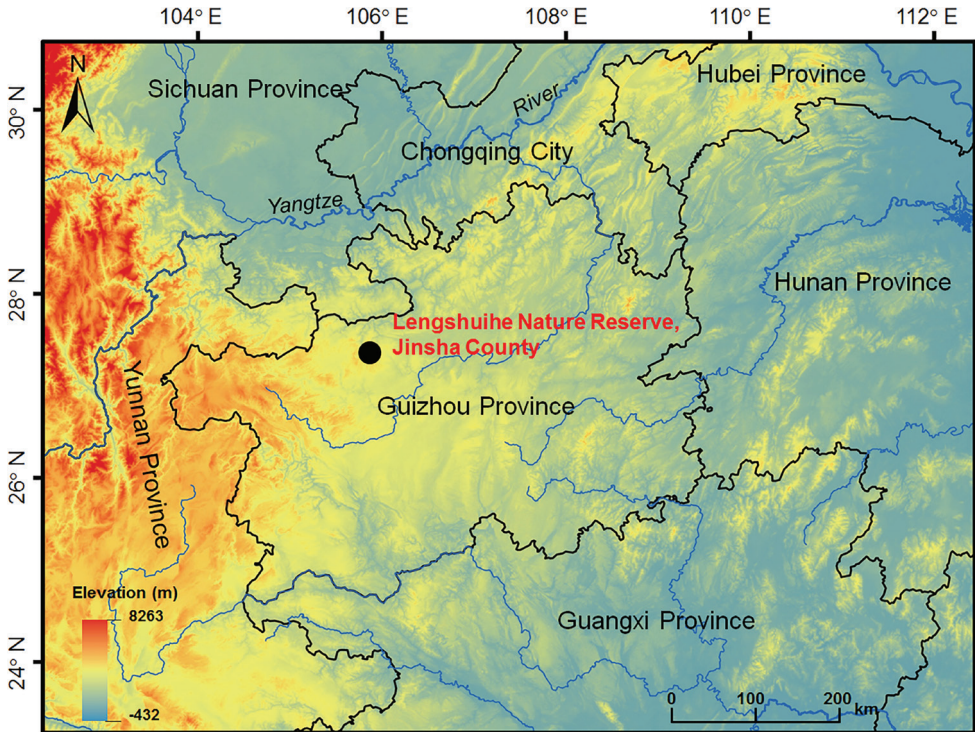 104° E 106° E 108° E 110° E 112° E
N
Sichuan Province
Hubei Province
30° N
River
Chongqing City
Yangtze
28° N
Hunan Province
Lengshuihe Nature Reserve,
Jinsha County
Yunnan Province
Guizhou Province
26° N
Elevation (m)
8263
-432
Guangxi Province
24° N
0 100 200 km